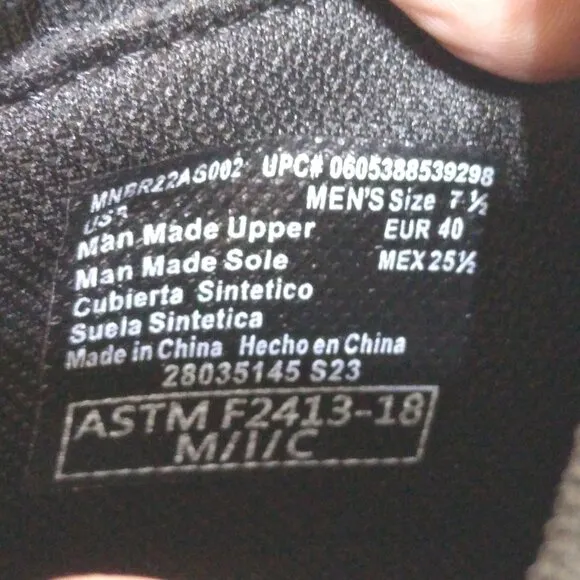 MNBR22AG002 UPC# 0605388539298
USA MEN'S Size 7 ½
Man Made Upper EUR 40
Man Made Sole MEX 25½
Cubierta Sintetico
Suela Sintetica
Made in China Hecho en China
28035145 S23
ASTM F2413-18
M/I/C